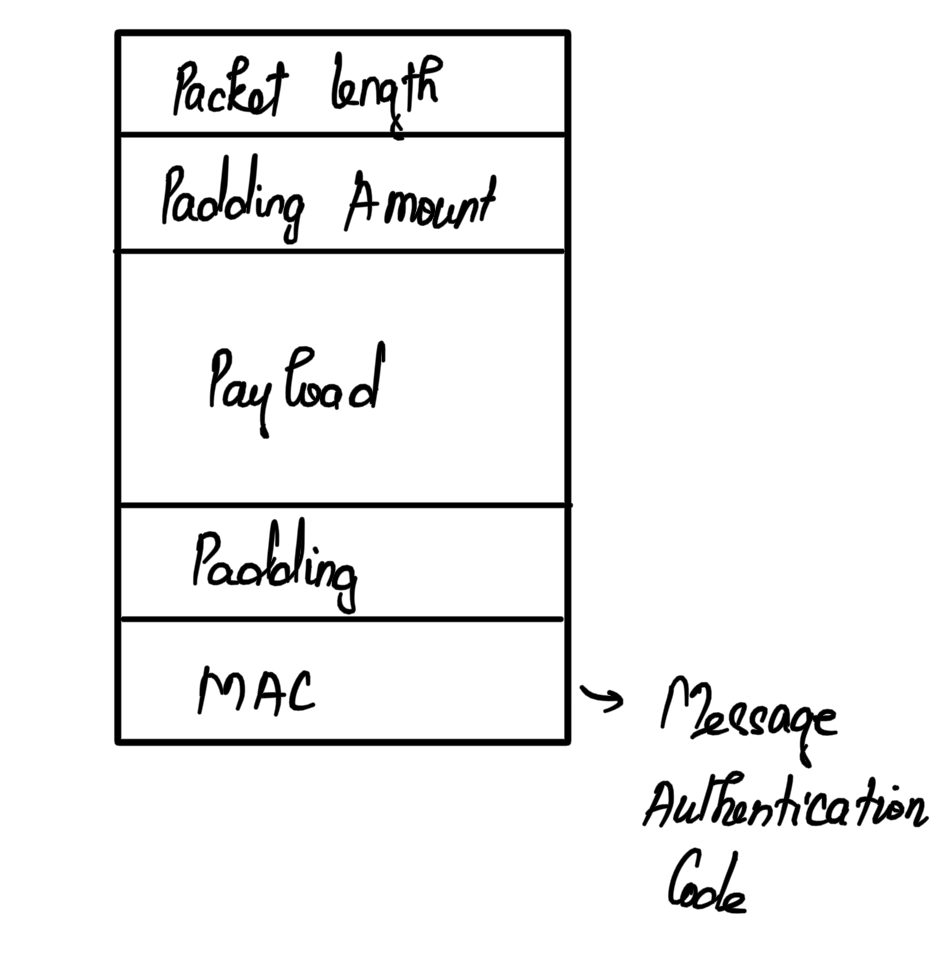 Packet length
Padding Amount
Payload
Padding
MAC
Message
Authentication
Code